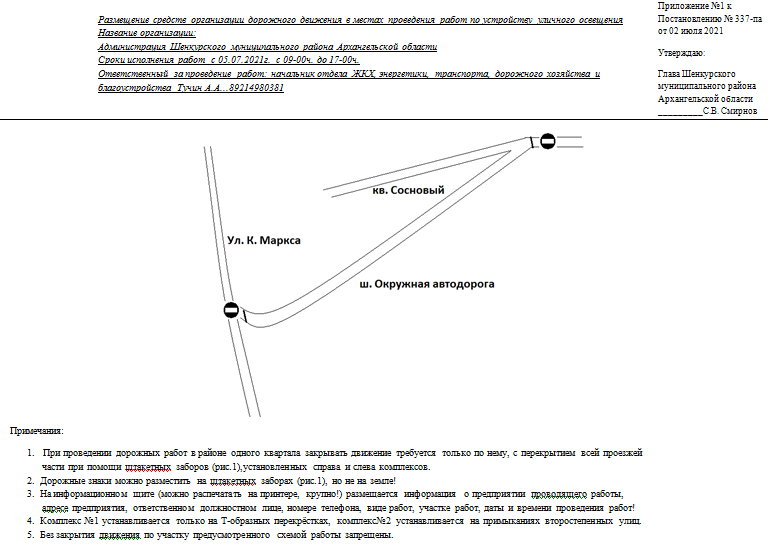 Размещение средств организации дорожного движения в местах проведения работ по устройству уличного освещения
Название организации:
Администрация Шенкурского муниципального района Архангельской области
Сроки исполнения работ с 05.07.2021г. с 09-00ч. до 17-00ч.
Ответственный за проведение работ: начальник отдела ЖКХ, энергетики, транспорта, дорожного хозяйства и
благоустройства Тучин А.А...89214980381
Приложение №1 к
Постановлению № 337-па
от 02 июля 2021
Утверждаю:
Глава Шенкурского
муниципального района
Архангельской области
_________С.В. Смирнов
кв. Сосновый
Ул. К. Маркса
ш. Окружная автодорога
Примечания:
1. При проведении дорожных работ в районе одного квартала закрывать движение требуется только по нему, с перекрытием всей проезжей
части при помощи штакетных заборов (рис.1),установленных справа и слева комплексов.
2. Дорожные знаки можно разместить на штакетных заборах (рис.1), но не на земле!
3. На информационном щите (можно распечатать на принтере, крупно!) размещается информация о предприятии проводящего работы,
адресе предприятия, ответственном должностном лице, номере телефона, виде работ, участке работ, даты и времени проведения работ!
4. Комплекс №1 устанавливается только на Т-образных перекрёстках, комплекс№2 устанавливается на примыканиях второстепенных улиц.
5. Без закрытия движения по участку предусмотренного схемой работы запрещены.